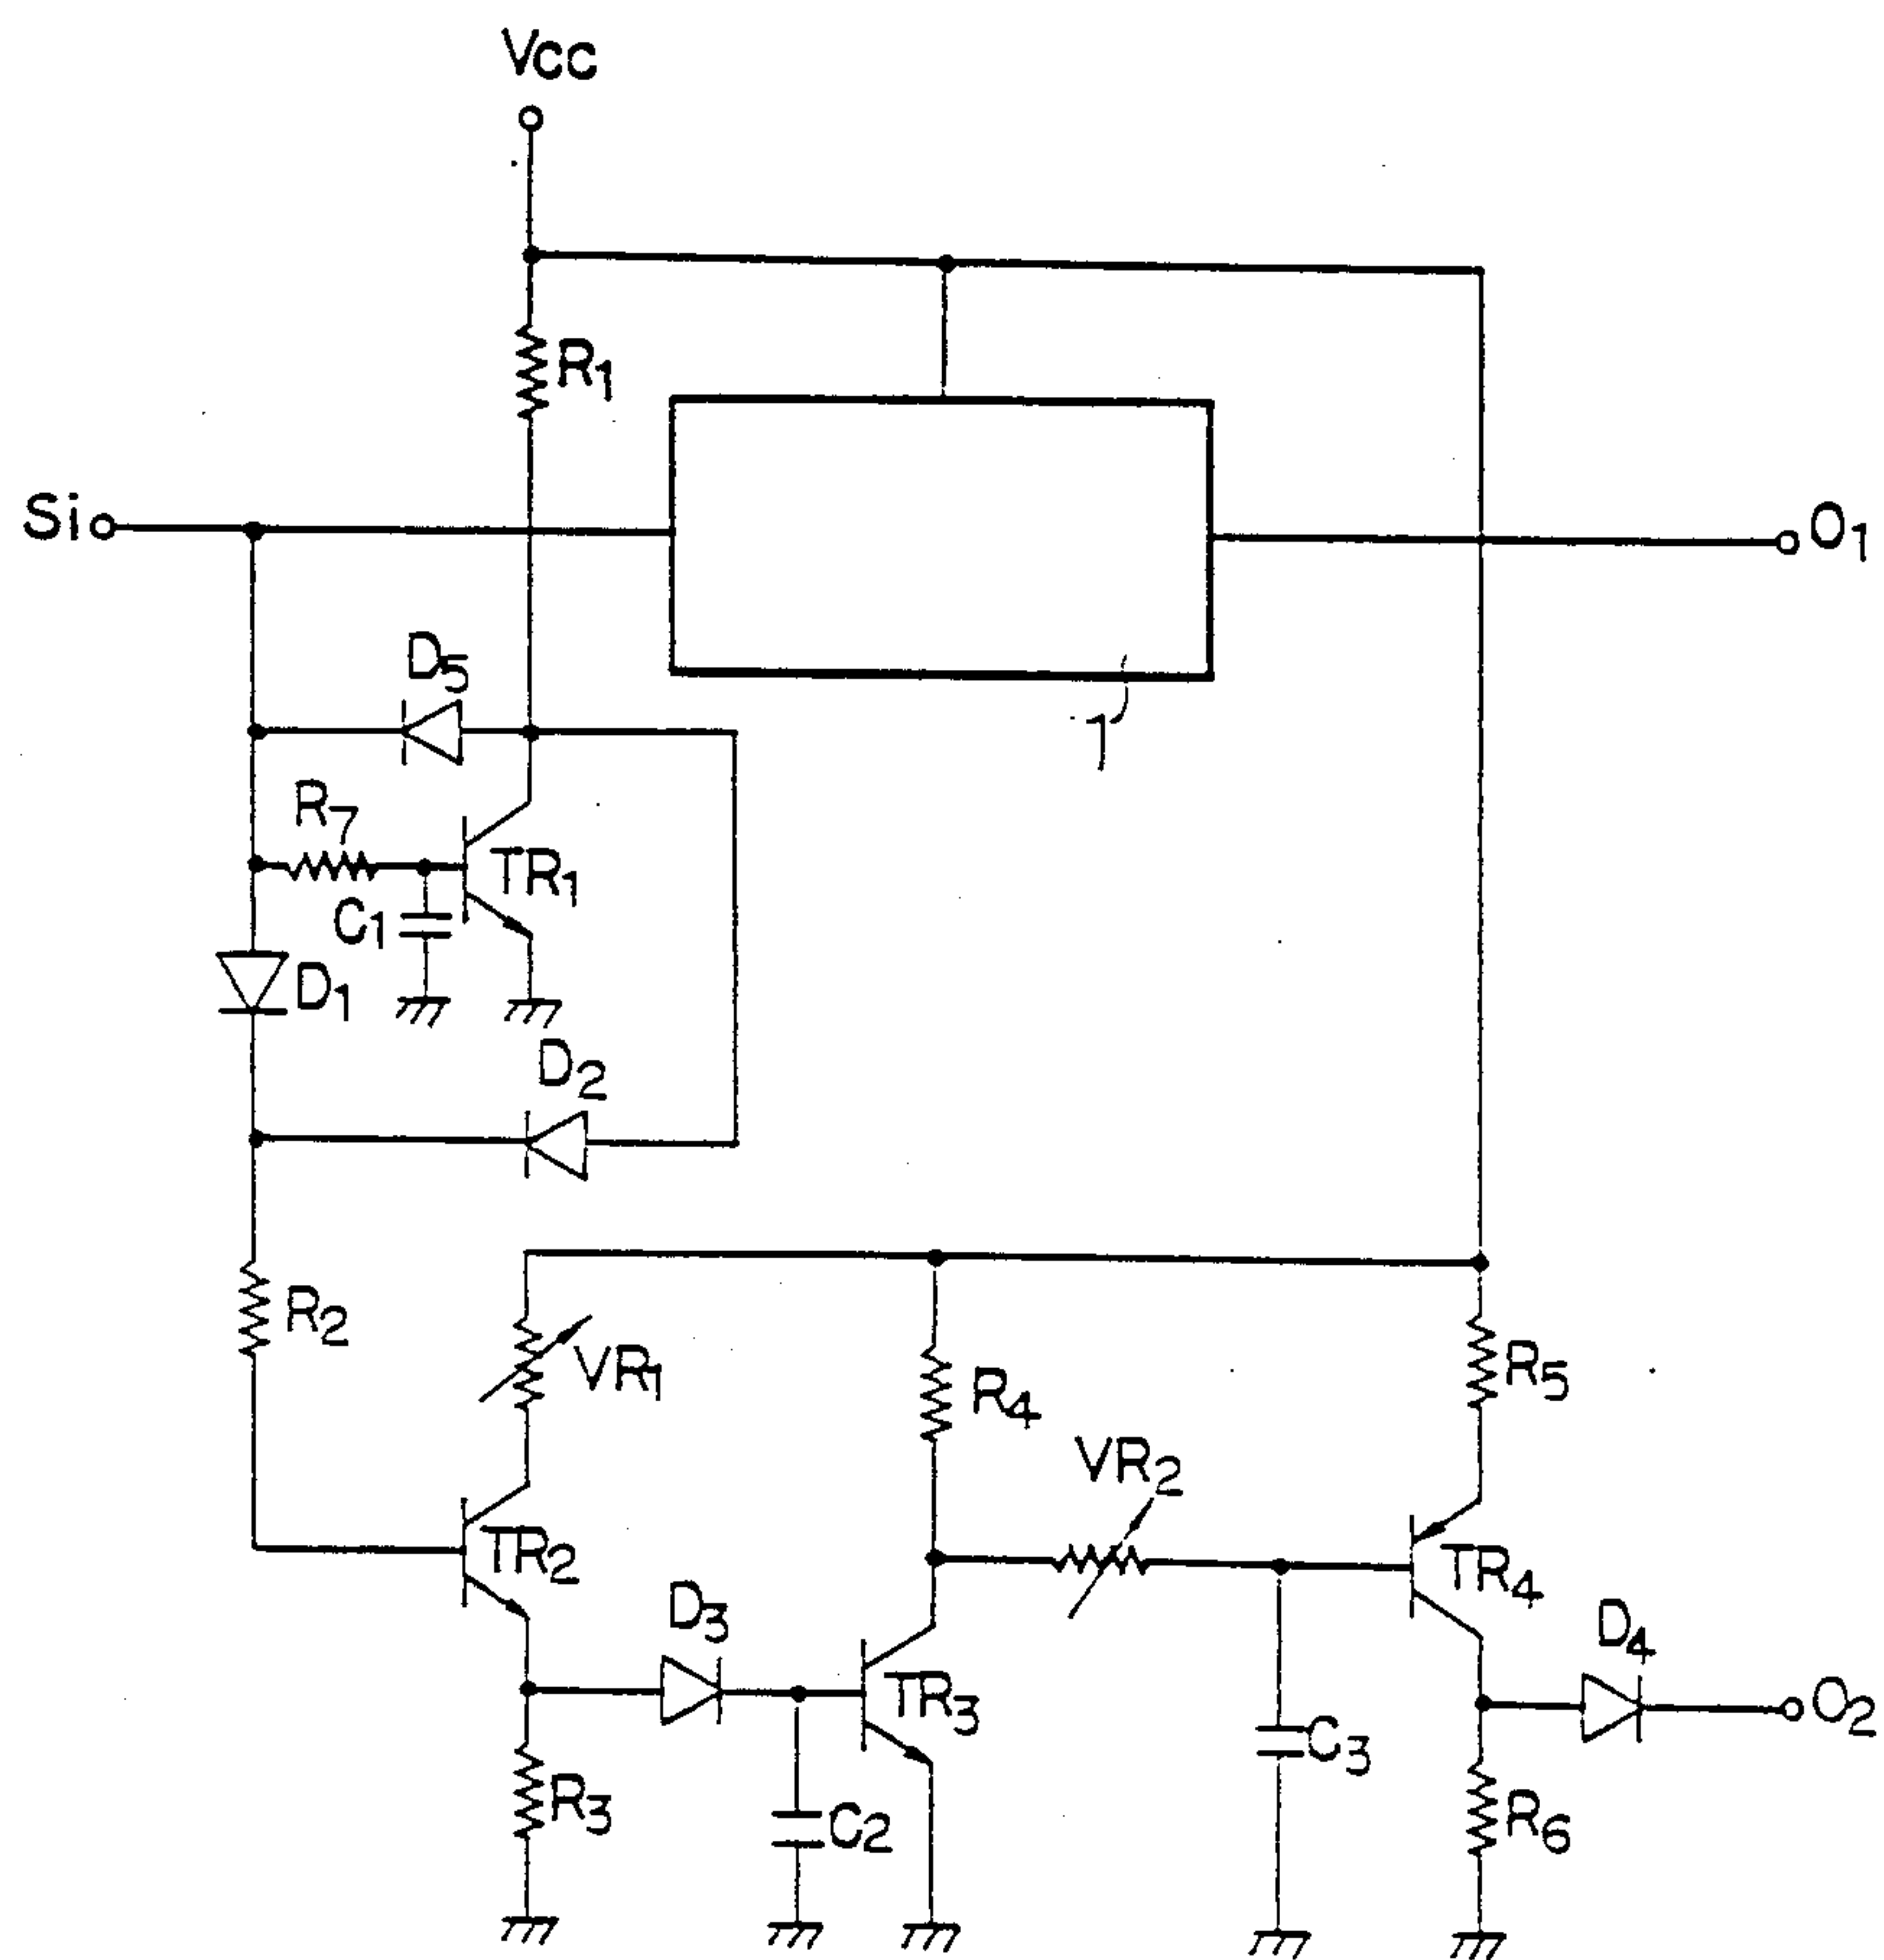 Vcc
R1
Si
O1
D5
1
R7
TR1
C1
D1
D2
R2
VR1
R4
R5
VR2
TR2
TR4
D3
D4
TR3
O2
C3
R3
C2
R6